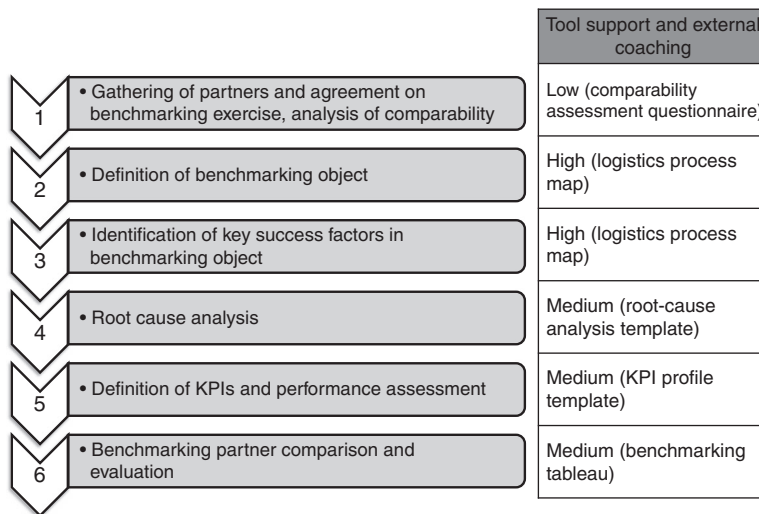 Tool support and external
coaching
1
• Gathering of partners and agreement on
benchmarking exercise, analysis of comparability
Low (comparability
assessment questionnaire)
2
• Definition of benchmarking object
High (logistics process
map)
3
• Identification of key success factors in
benchmarking object
High (logistics process
map)
4
• Root cause analysis
Medium (root-cause
analysis template)
5
• Definition of KPIs and performance assessment
Medium (KPI profile
template)
6
• Benchmarking partner comparison and
evaluation
Medium (benchmarking
tableau)